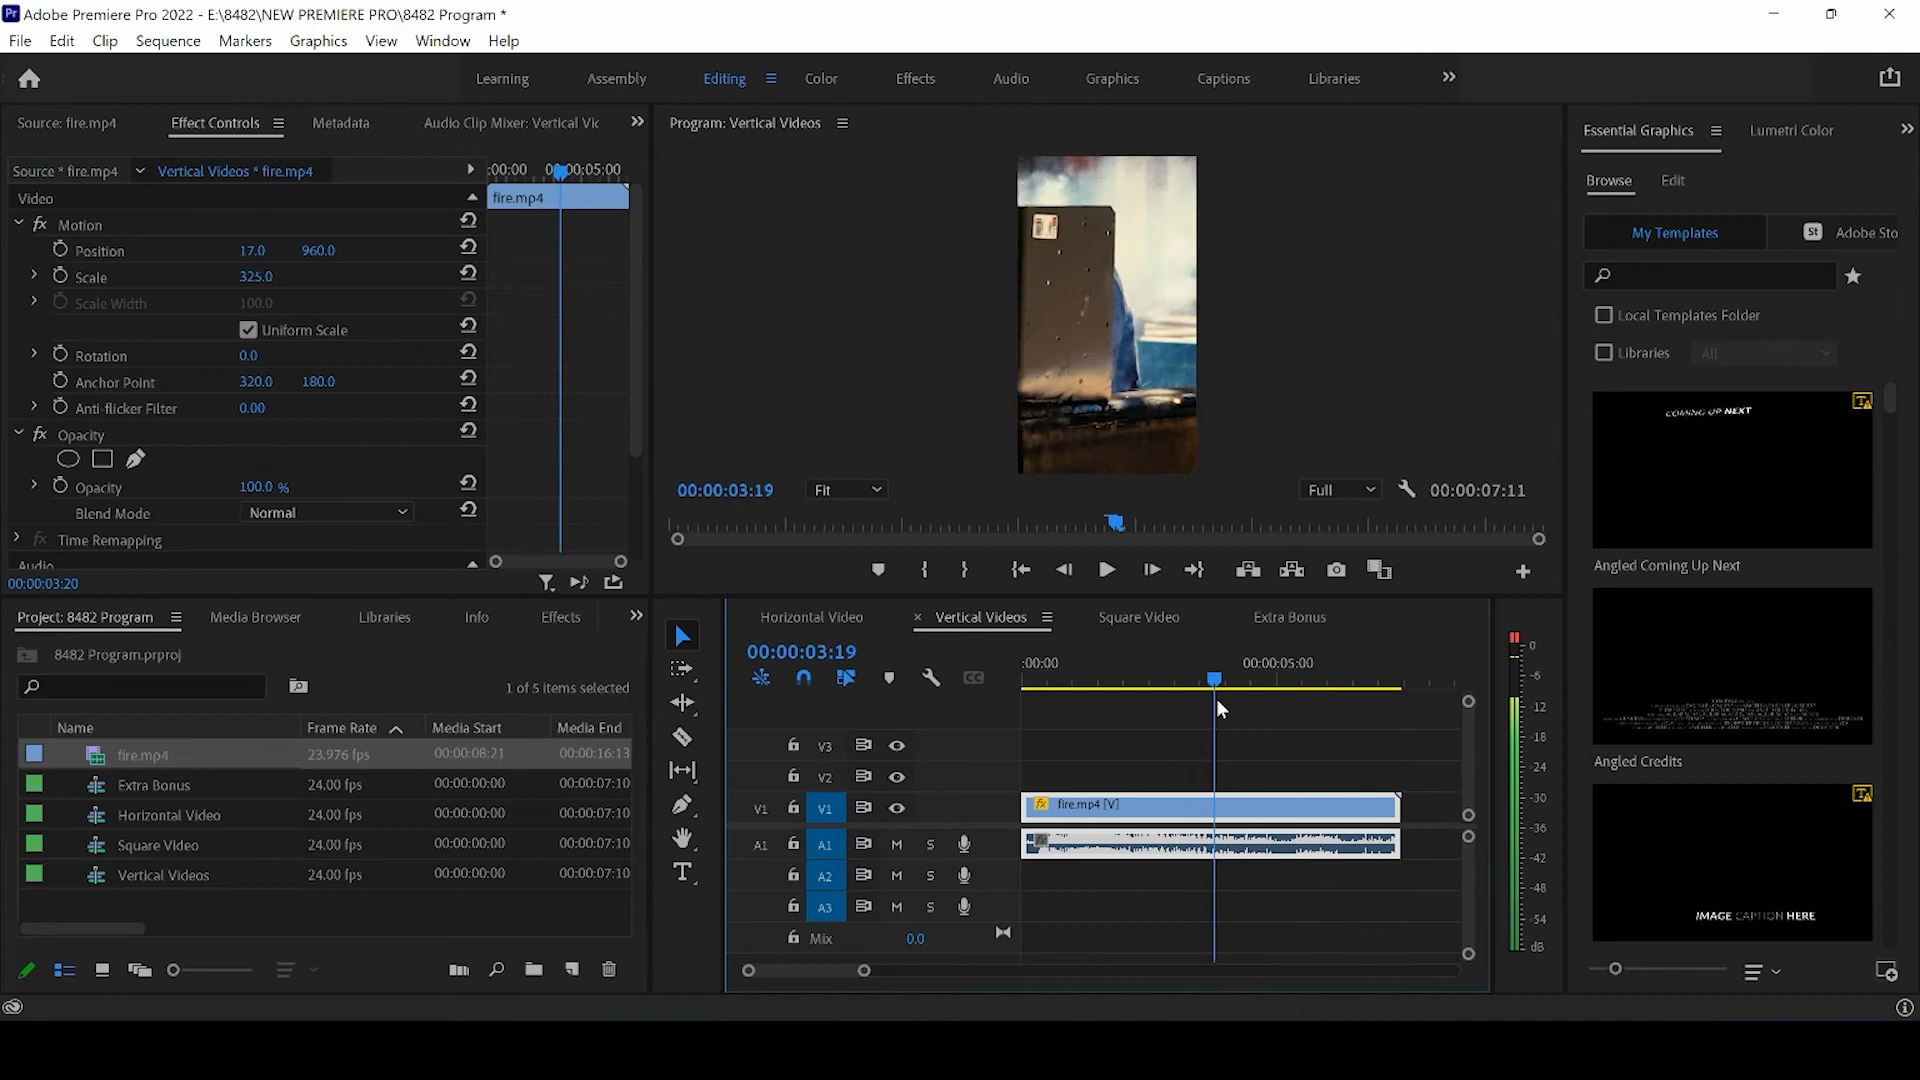 Pr Adobe Premiere Pro 2022 - E:\8482\NEW PREMIERE PRO\8482 Program *
File Edit Clip Sequence Markers Graphics View Window Help
Learning Assembly Editing Color Effects Audio Graphics Captions Libraries
Source: fire.mp4 Effect Controls Metadata Audio Clip Mixer: Vertical Vic
Source * fire.mp4 Vertical Videos * fire.mp4
:00:00 00:00:05:00
Video
fire.mp4
fx Motion
Position 17.0 960.0
Scale 325.0
Scale Width 100.0
Uniform Scale
Rotation 0.0
Anchor Point 320.0 180.0
Anti-flicker Filter 0.00
fx Opacity
Opacity 100.0 %
Blend Mode Normal
fx Time Remapping
Audio
00:00:03:20
Program: Vertical Videos
00:00:03:19 Fit Full 00:00:07:11
Essential Graphics Lumetri Color
Browse Edit
My Templates St Adobe Sto
Local Templates Folder
Libraries All
COMING UP NEXT
Angled Coming Up Next
Angled Credits
IMAGE CAPTION HERE
Project: 8482 Program Media Browser Libraries Info Effects
8482 Program.prproj
1 of 5 items selected
Name Frame Rate Media Start Media End
fire.mp4 23.976 fps 00:00:08:21 00:00:16:13
Extra Bonus 24.00 fps 00:00:00:00 00:00:07:10
Horizontal Video 24.00 fps 00:00:00:00 00:00:07:10
Square Video 24.00 fps 00:00:00:00 00:00:07:10
Vertical Videos 24.00 fps 00:00:00:00 00:00:07:10
Horizontal Video × Vertical Videos Square Video Extra Bonus
00:00:03:19
:00:00 00:00:05:00
CC
V3
V2
V1 V1 fx fire.mp4 [V]
A1 A1 M S fx
A2 M S
A3 M S
Mix 0.0
0
-6
-12
-18
-24
-30
-36
-42
-48
-54
dB